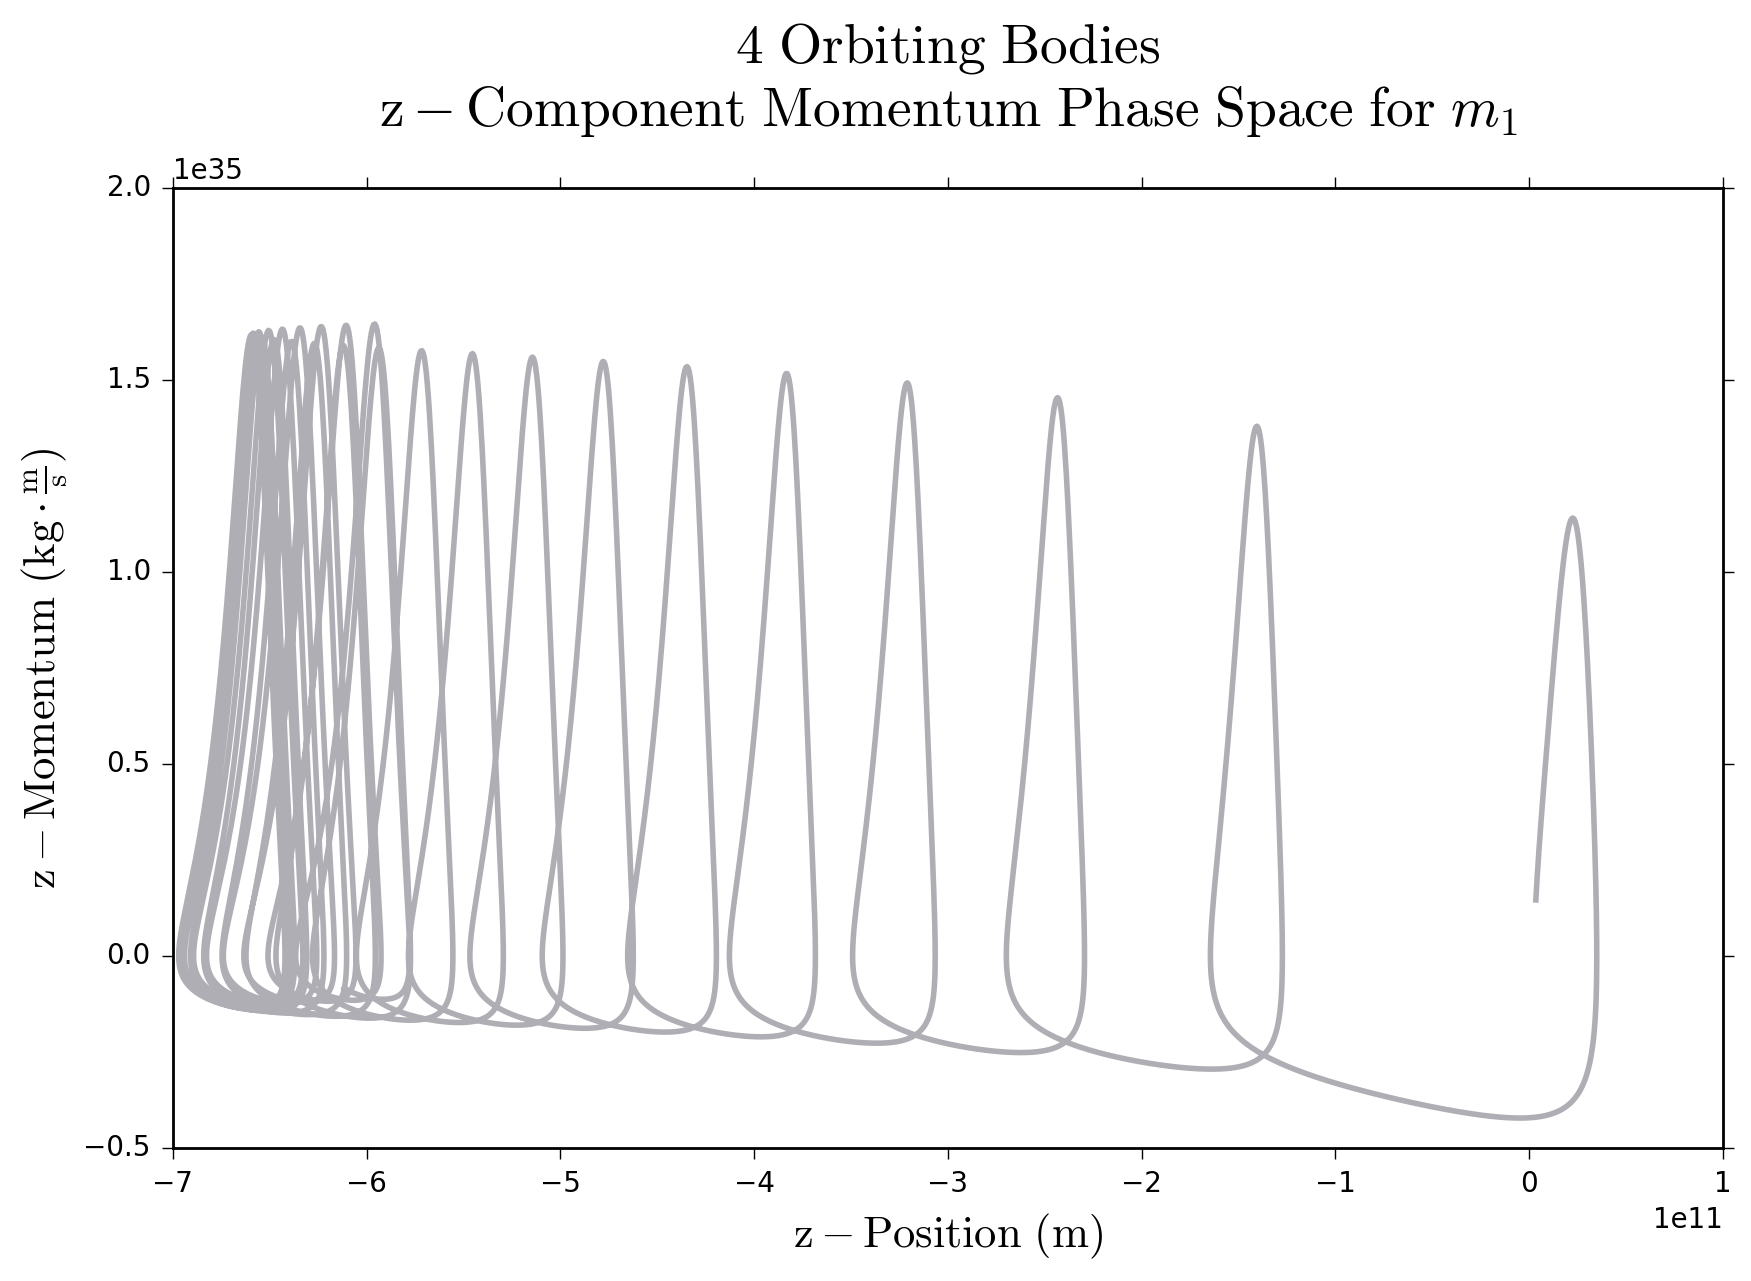 4 Orbiting Bodies
z − Component Momentum Phase Space for m₁
1e35
2.0
1.5
1.0
0.5
0.0
−0.5
z − Momentum (kg · m/s)
−7 −6 −5 −4 −3 −2 −1 0 1
1e11
z − Position (m)